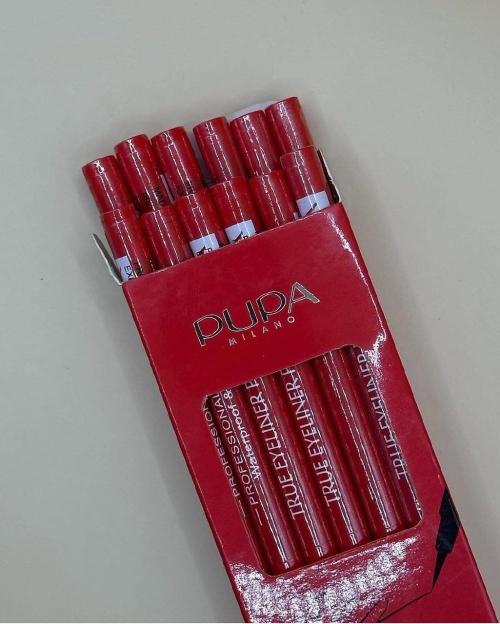 PUPA
MILANO
PROFESSIONAL
PROFESSIONAL
Waterproof &
TRUE EYELINER
TRUE EYELINER
TRUE EYELINER